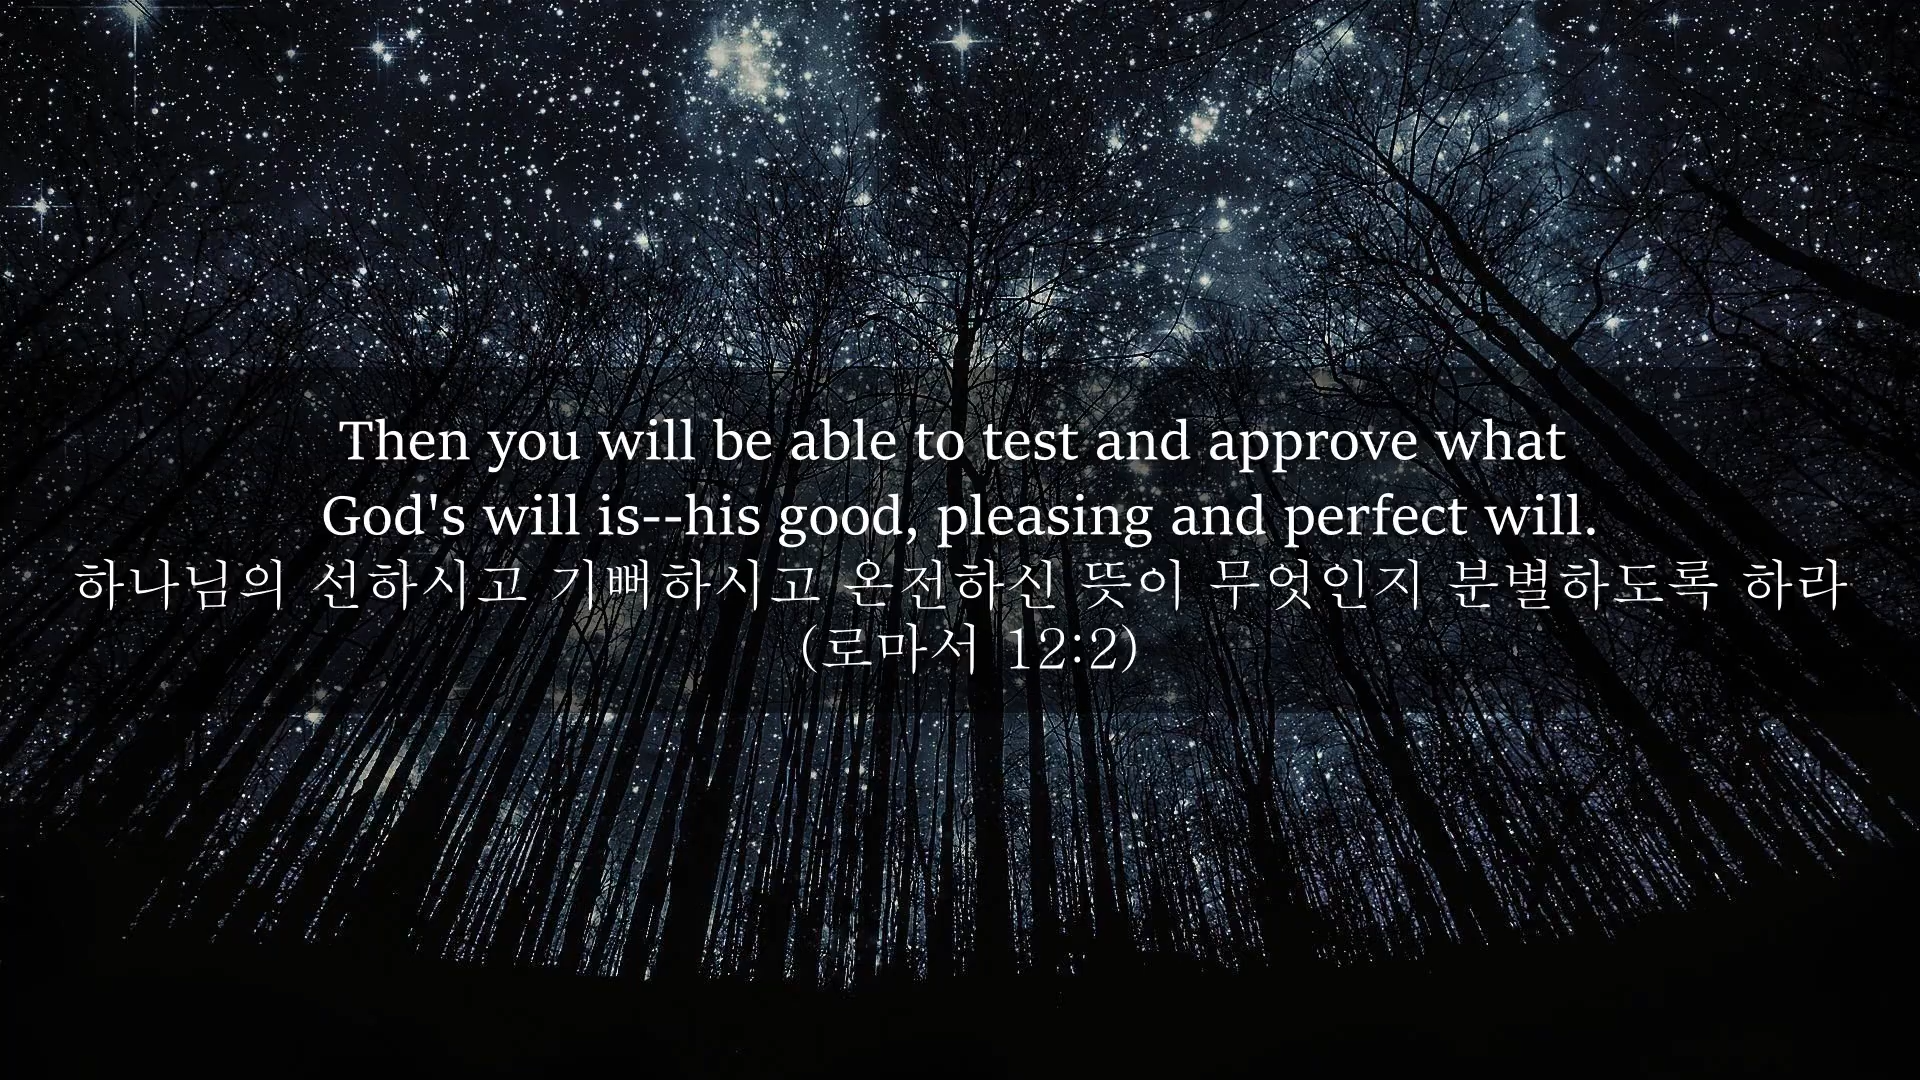 Then you will be able to test and approve what
God's will is--his good, pleasing and perfect will.
하나님의 선하시고 기뻐하시고 온전하신 뜻이 무엇인지 분별하도록 하라
(로마서 12:2)